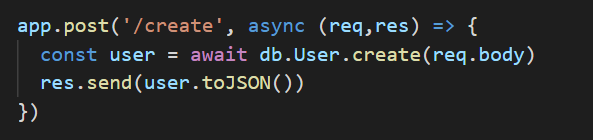 app.post('/create', async (req,res) => {
  const user = await db.User.create(req.body)
  res.send(user.toJSON())
})